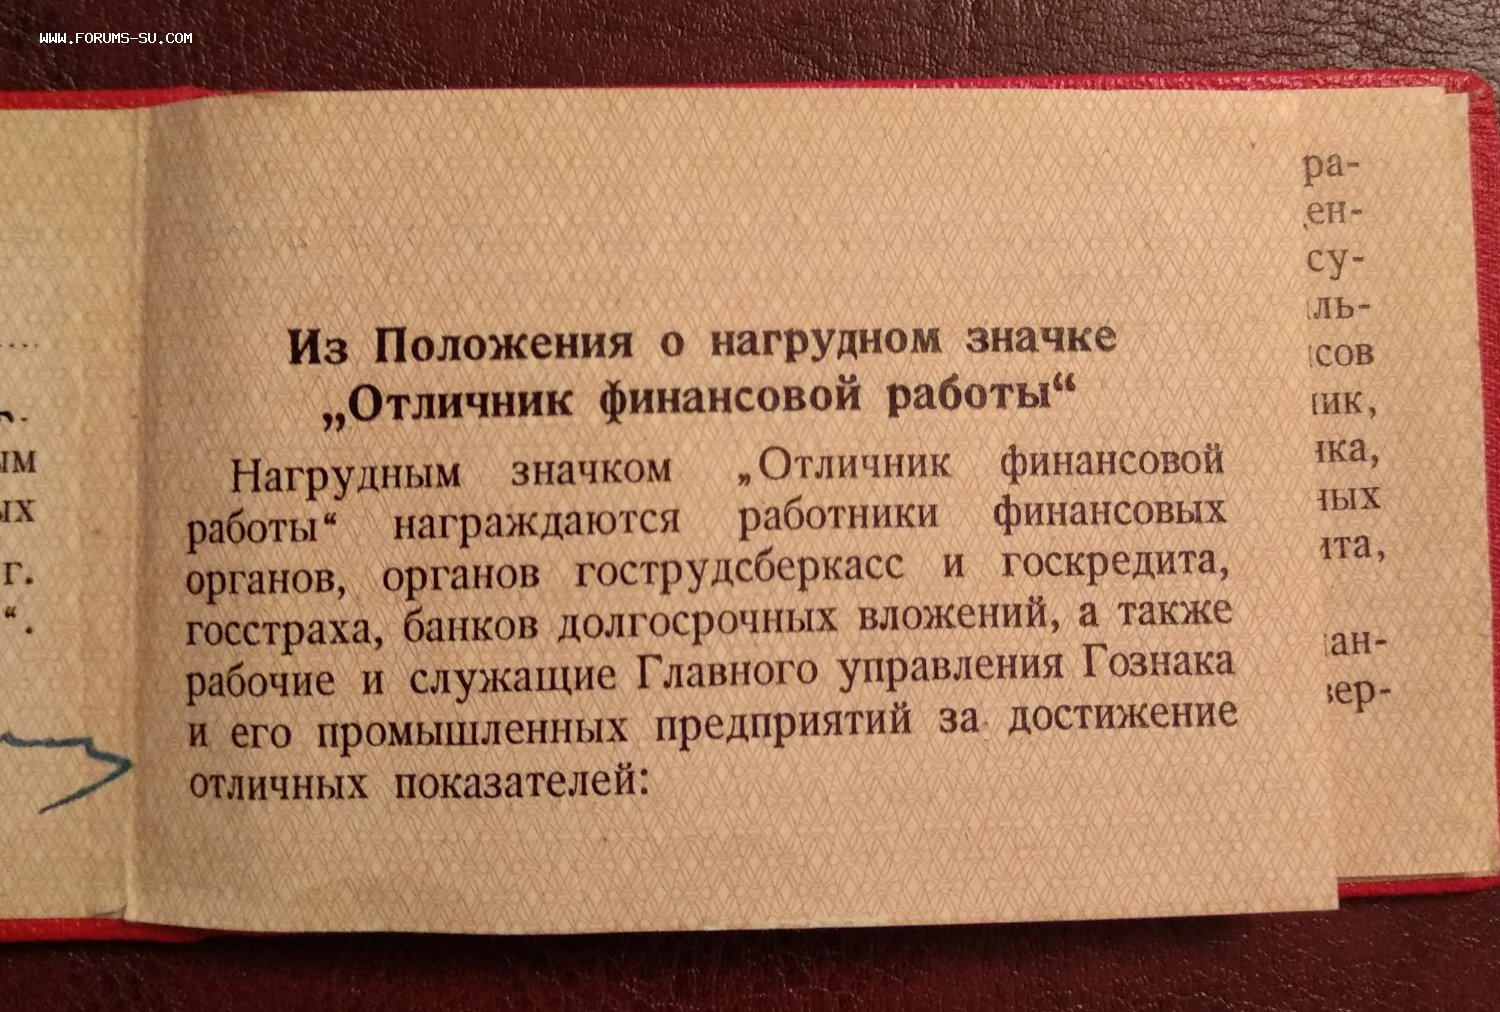 WWW.FORUMS-SU.COM
Из Положения о нагрудном значке
„Отличник финансовой работы“
Нагрудным значком „Отличник финансовой
работы“ награждаются работники финансовых
органов, органов гострудсберкасс и госкредита,
госстраха, банков долгосрочных вложений, а также
рабочие и служащие Главного управления Гознака
и его промышленных предприятий за достижение
отличных показателей:
г.